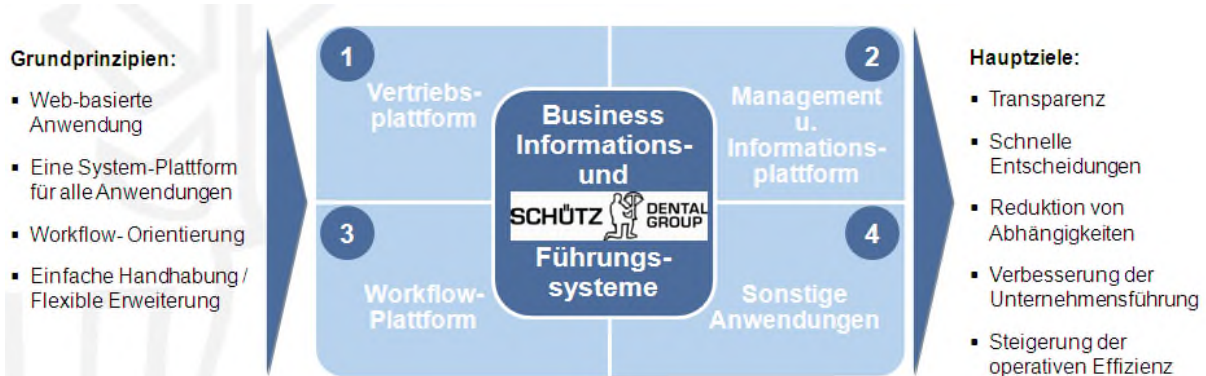 Grundprinzipien:
▪ Web-basierte
Anwendung
▪ Eine System-Plattform
für alle Anwendungen
▪ Workflow- Orientierung
▪ Einfache Handhabung /
Flexible Erweiterung
1
Vertriebs-
plattform
2
Management
u.
Informations-
plattform
Business
Informations-
und
SCHÜTZ DENTAL
GROUP
Führungs-
systeme
3
Workflow-
Plattform
4
Sonstige
Anwendungen
Hauptziele:
▪ Transparenz
▪ Schnelle
Entscheidungen
▪ Reduktion von
Abhängigkeiten
▪ Verbesserung der
Unternehmensführung
▪ Steigerung der
operativen Effizienz